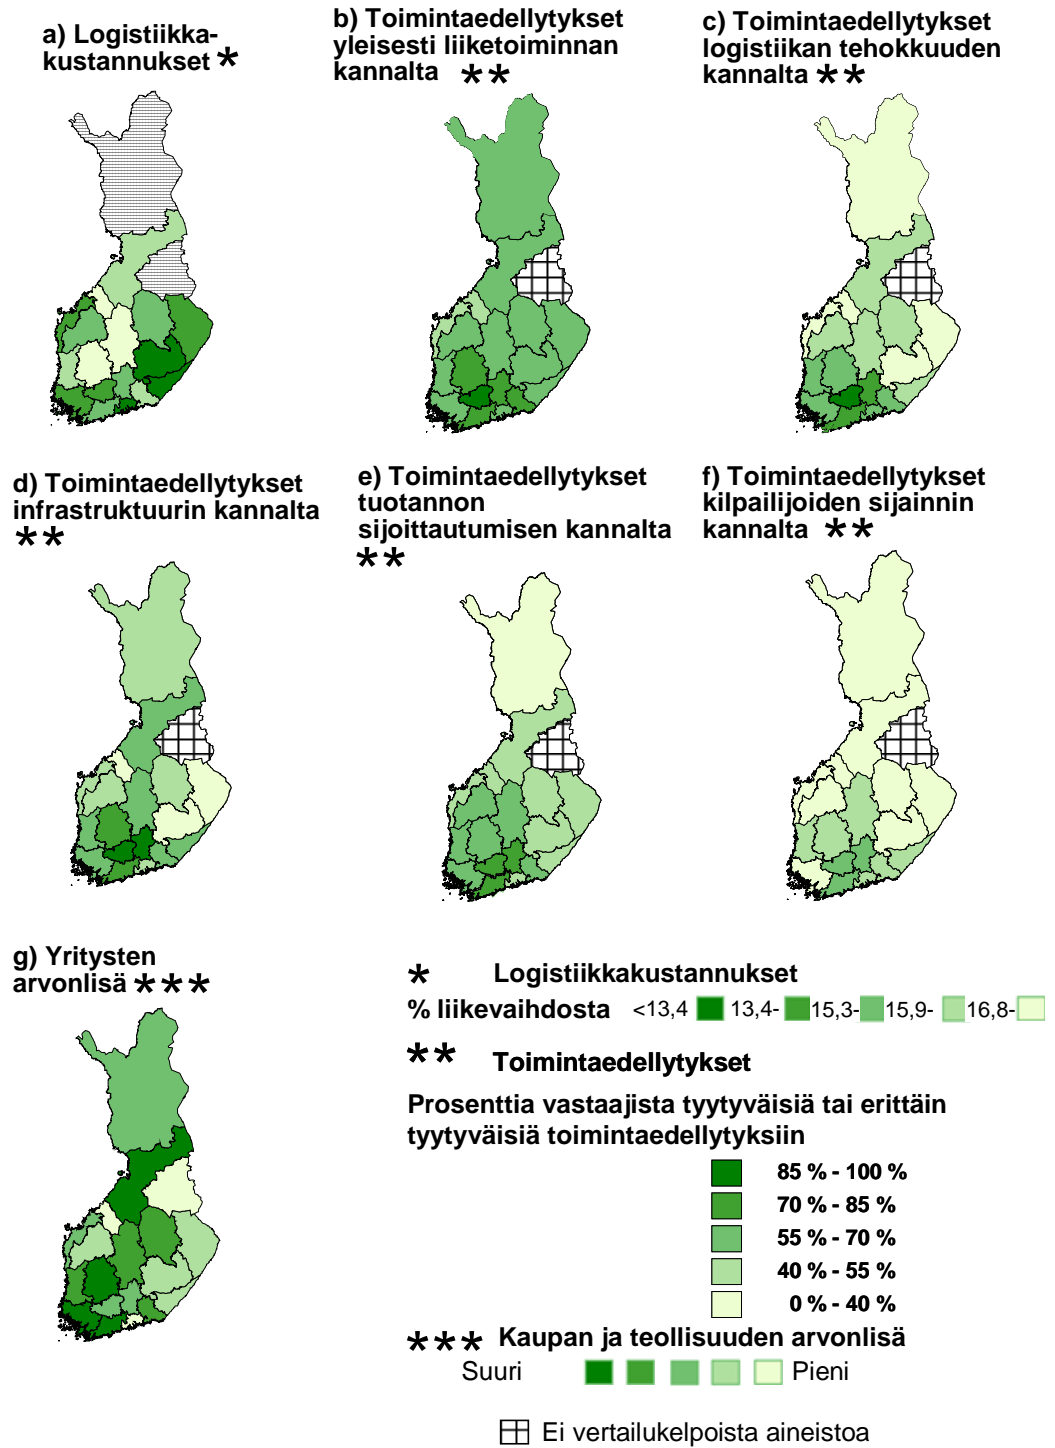 a) Logistiikka-
kustannukset *
b) Toimintaedellytykset
yleisesti liiketoiminnan
kannalta **
c) Toimintaedellytykset
logistiikan tehokkuuden
kannalta **
d) Toimintaedellytykset
infrastruktuurin kannalta
**
e) Toimintaedellytykset
tuotannon
sijoittautumisen kannalta
**
f) Toimintaedellytykset
kilpailijoiden sijainnin
kannalta **
g) Yritysten
arvonlisä ***
* Logistiikkakustannukset
% liikevaihdosta <13,4 13,4- 15,3- 15,9- 16,8-
** Toimintaedellytykset
Prosenttia vastaajista tyytyväisiä tai erittäin
tyytyväisiä toimintaedellytyksiin
85 % - 100 %
70 % - 85 %
55 % - 70 %
40 % - 55 %
0 % - 40 %
*** Kaupan ja teollisuuden arvonlisä
Suuri Pieni
Ei vertailukelpoista aineistoa